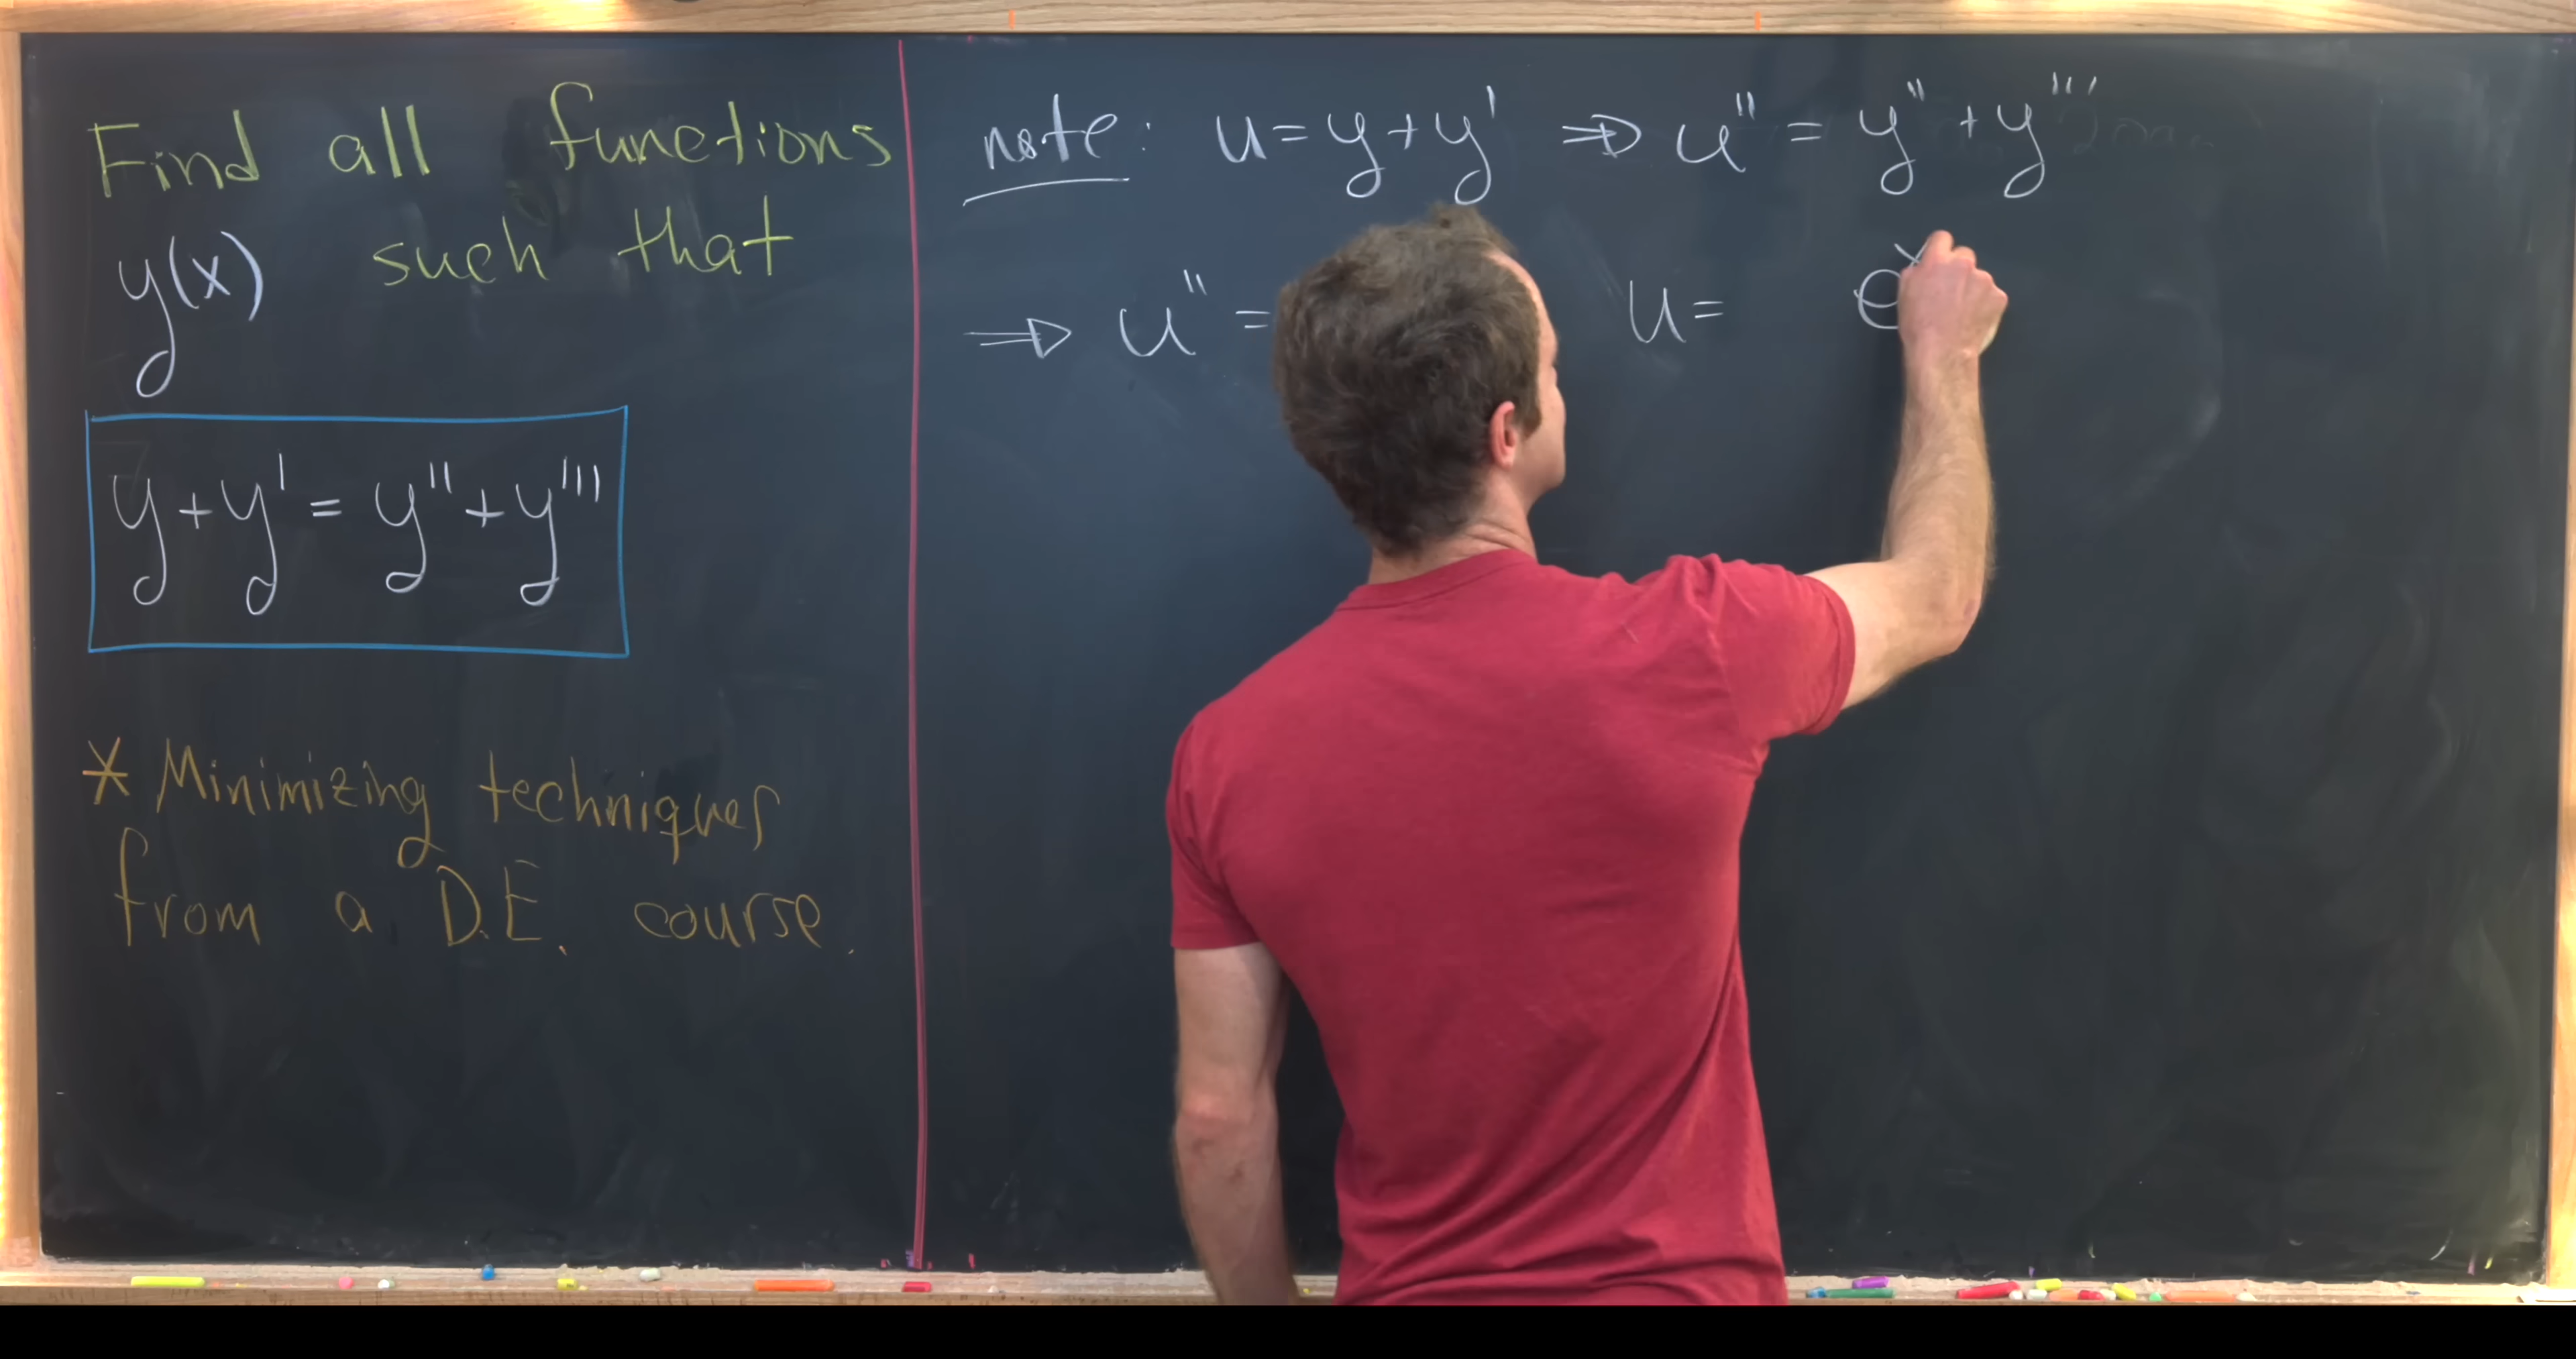 Find all functions
y(x) such that
y+y' = y''+y'''
* Minimizing techniques
from a D.E. course.
note: u=y+y' ⇒ u'' = y''+y'''
⇒ u'' = u= e^x